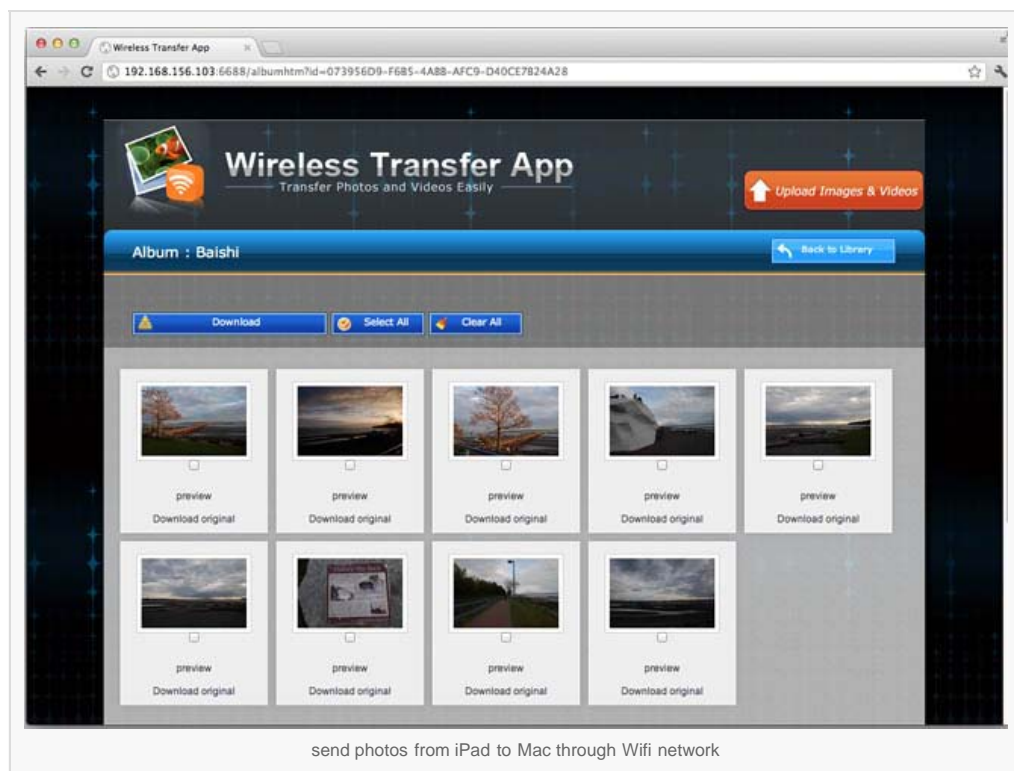 Wireless Transfer App
192.168.156.103:6688/albumhtm?id=073956D9-F6B5-4AB8-AFC9-D40CE7B24A28
Wireless Transfer App
Transfer Photos and Videos Easily
Upload Images & Videos
Album : Baishi
Back to Library
Download
Select All
Clear All
preview
preview
preview
preview
preview
Download original
Download original
Download original
Download original
Download original
preview
preview
preview
preview
Download original
Download original
Download original
Download original
send photos from iPad to Mac through Wifi network